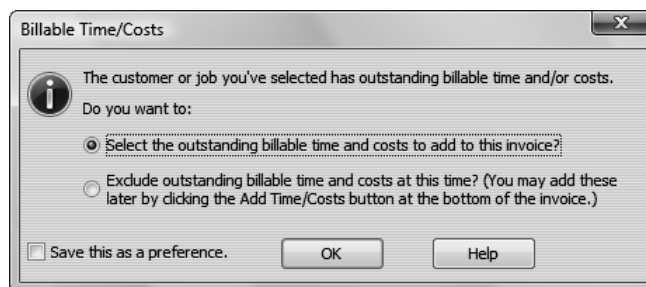 Billable Time/Costs
The customer or job you've selected has outstanding billable time and/or costs.
Do you want to:
Select the outstanding billable time and costs to add to this invoice?
Exclude outstanding billable time and costs at this time? (You may add these
later by clicking the Add Time/Costs button at the bottom of the invoice.)
Save this as a preference.
OK
Help